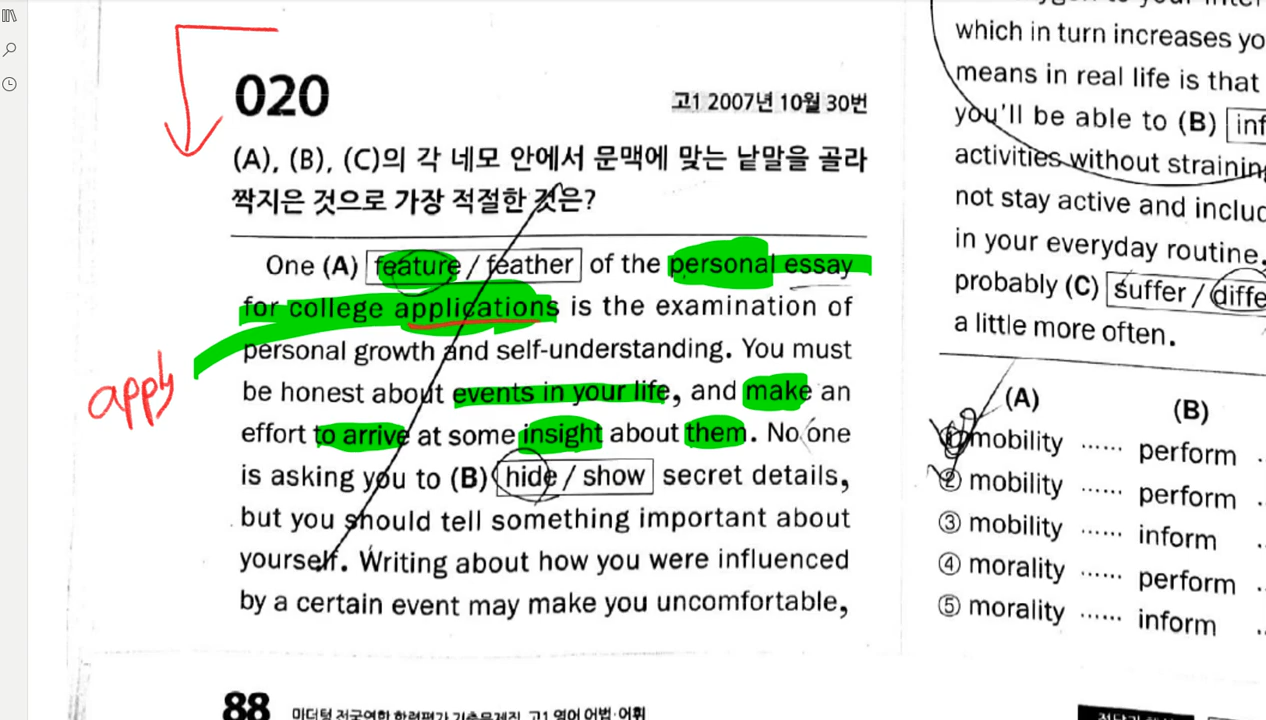 020
고1 2007년 10월 30번
(A), (B), (C)의 각 네모 안에서 문맥에 맞는 낱말을 골라
짝지은 것으로 가장 적절한 것은?
One (A) feature / feather of the personal essay
for college applications is the examination of
personal growth and self-understanding. You must
be honest about events in your life, and make an
effort to arrive at some insight about them. No one
is asking you to (B) hide / show secret details,
but you should tell something important about
yourself. Writing about how you were influenced
by a certain event may make you uncomfortable,
apply
88 미더텅 전국연합 학력평가 기출문제집 고1 영어 어법·어휘
which in turn increases
means in real life is that
you'll be able to (B)
activities without
not stay active and
in your everyday routine,
probably (C) suffer /
a little more often.
(A) (B)
① mobility ...... perform
② mobility ...... perform
③ mobility ...... inform
④ morality ...... perform
⑤ morality ...... inform